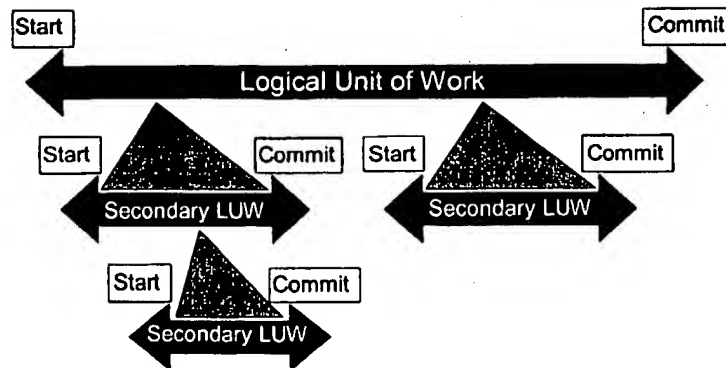 Start
Commit
Logical Unit of Work
Start
Commit
Start
Commit
Secondary LUW
Secondary LUW
Start
Commit
Secondary LUW